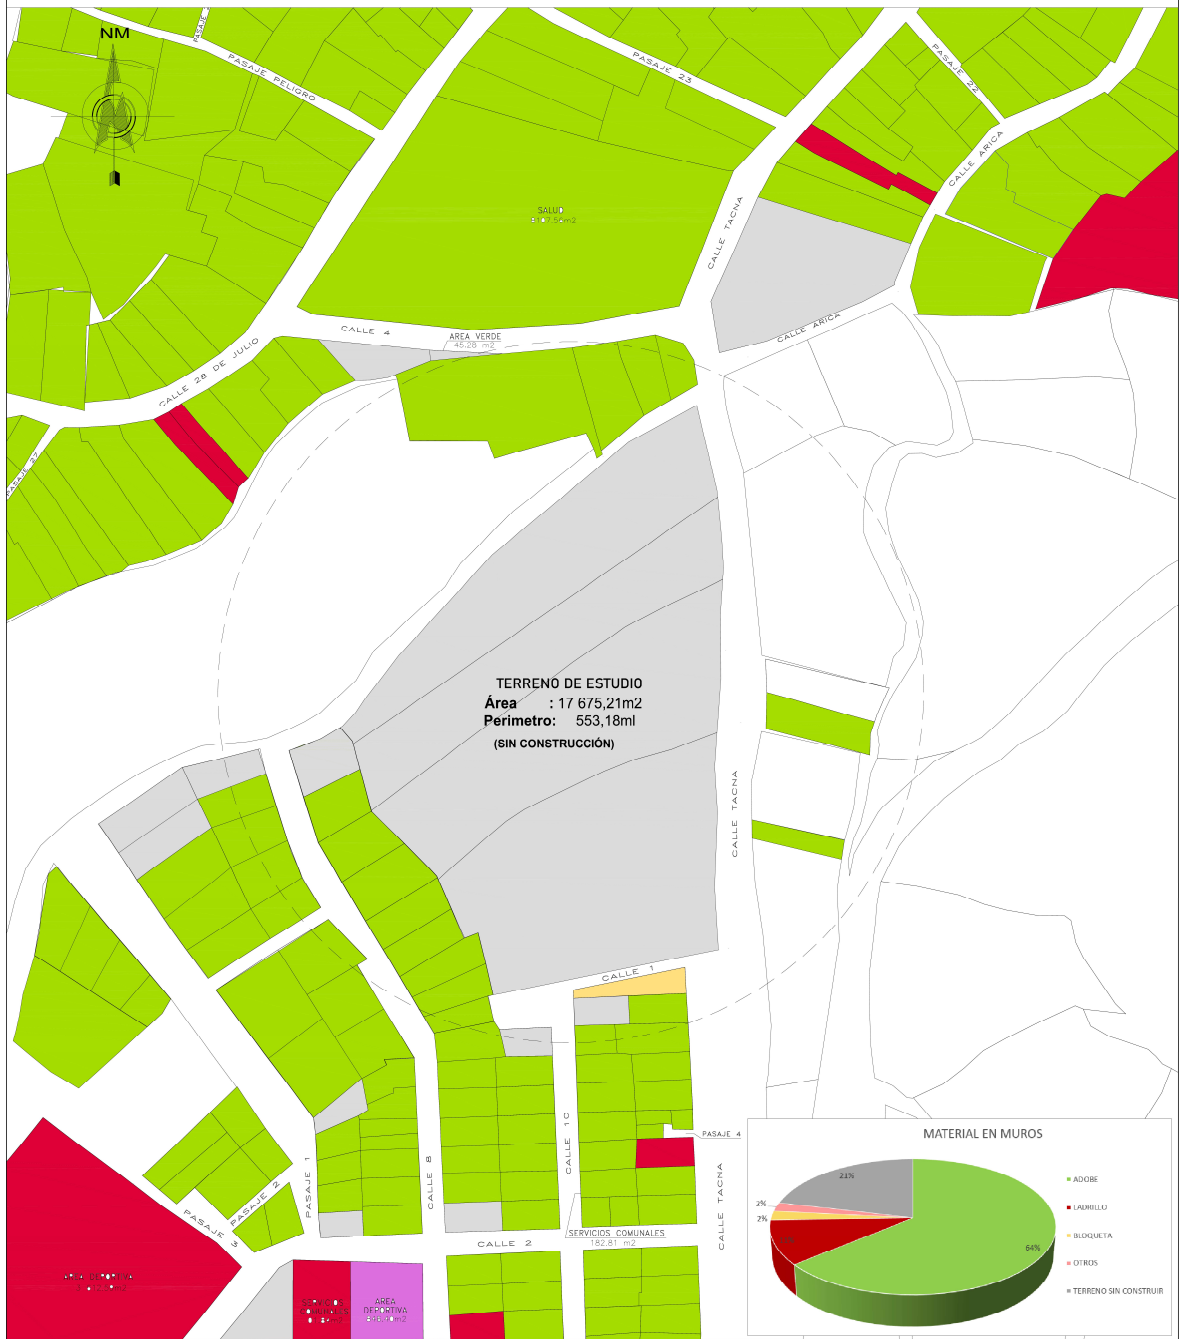 NM
PASAJE
PASAJE PELIGRO
PASAJE 23
PASAJE 22
CALLE ARICA
SALUD
CALLE TACNA
CALLE 4
AREA VERDE
45.28 m2
CALLE ARICA
CALLE 28 DE JULIO
PASAJE 27
TERRENO DE ESTUDIO
Área : 17 675,21m2
Perimetro: 553,18ml
(SIN CONSTRUCCIÓN)
CALLE TACNA
CALLE 1
CALLE 1C
PASAJE 4
CALLE TACNA
PASAJE 1
CALLE 8
PASAJE 2
PASAJE 3
CALLE 2
SERVICIOS COMUNALES
182.81 m2
AREA
DEPORTIVA
MATERIAL EN MUROS
21%
2%
2%
64%
ADOBE
LADRILLO
BLOQUETA
OTROS
TERRENO SIN CONSTRUIR